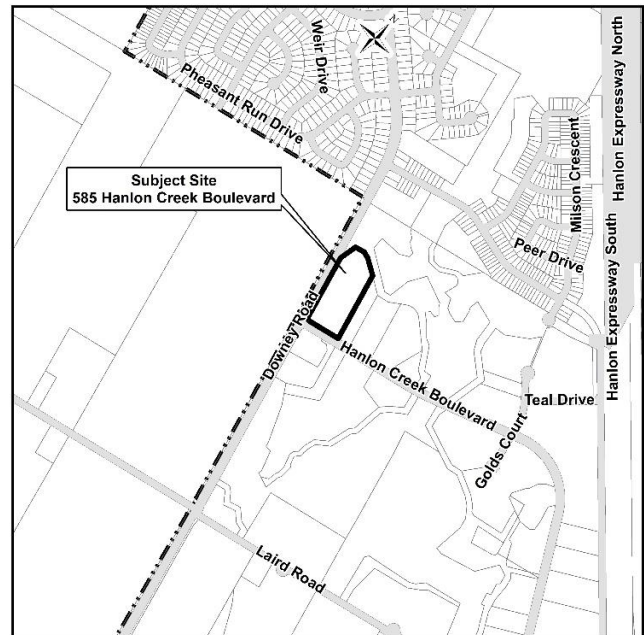 N
Weir Drive
Pheasant Run Drive
Hanlon Expressway North
Subject Site
585 Hanlon Creek Boulevard
Milson Crescent
Peer Drive
Hanlon Expressway South
Downey Road
Hanlon Creek Boulevard
Teal Drive
Golds Court
Laird Road